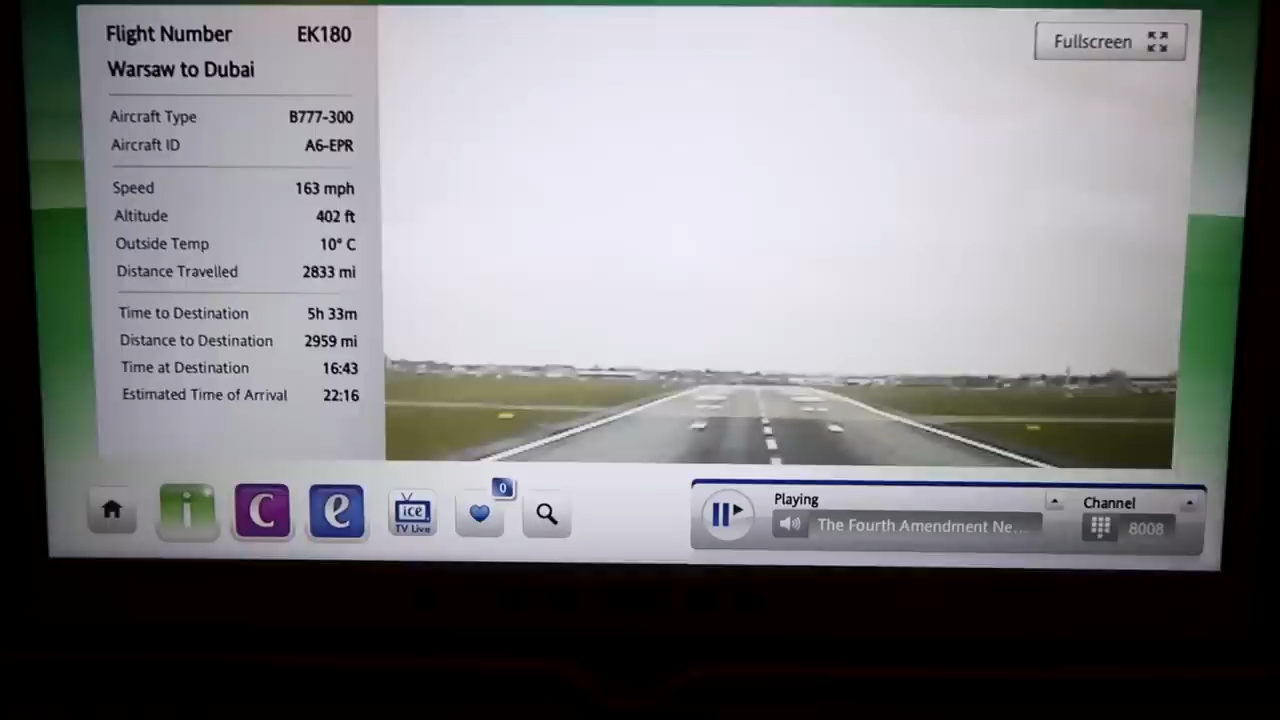 Flight Number EK180
Warsaw to Dubai
Aircraft Type B777-300
Aircraft ID A6-EPR
Speed 163 mph
Altitude 402 ft
Outside Temp 10° C
Distance Travelled 2833 mi
Time to Destination 5h 33m
Distance to Destination 2959 mi
Time at Destination 16:43
Estimated Time of Arrival 22:16
Fullscreen
i C e ice TV Live 0
Playing
The Fourth Amendment Ne...
Channel
8008